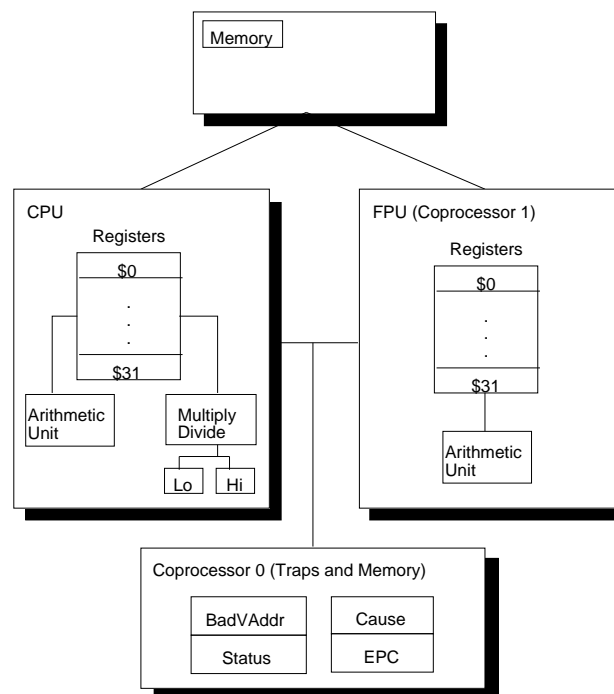 Memory
CPU
Registers
$0
.
.
.
$31
Arithmetic
Unit
Multiply
Divide
Lo
Hi
FPU (Coprocessor 1)
Registers
$0
.
.
.
$31
Arithmetic
Unit
Coprocessor 0 (Traps and Memory)
BadVAddr
Cause
Status
EPC